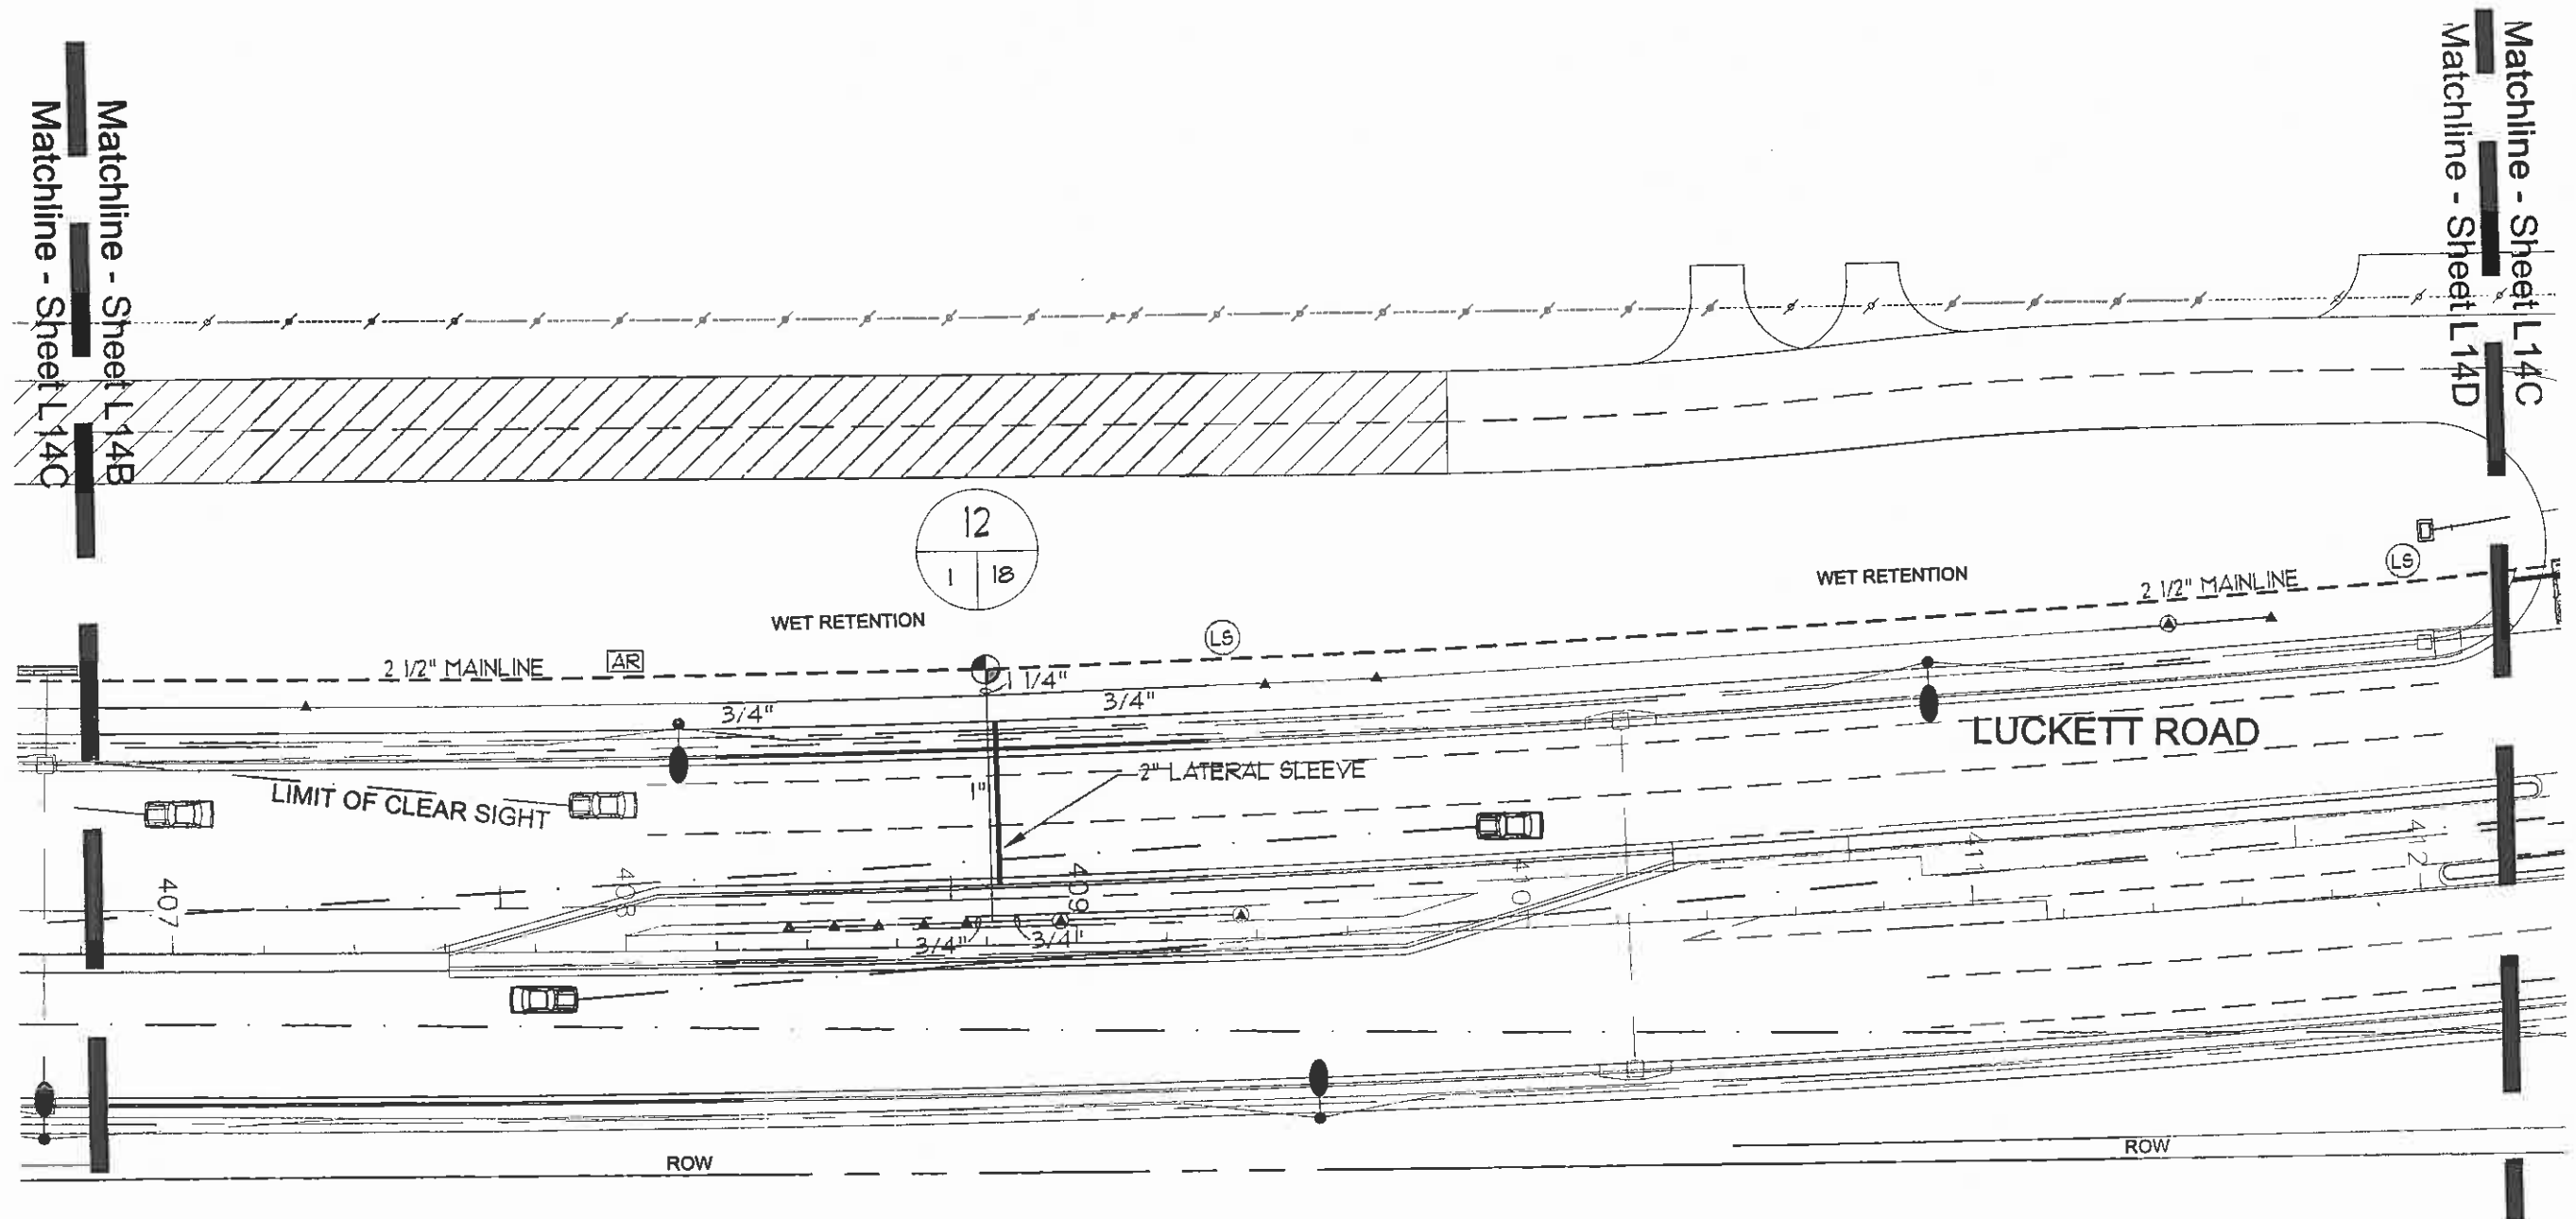 Matchline - Sheet L14B
Matchline - Sheet L14C
Matchline - Sheet L14C
Matchline - Sheet L14D
12
1 18
WET RETENTION
WET RETENTION
LS
LS
2 1/2" MAINLINE
AR
2 1/2" MAINLINE
1 1/4"
3/4"
3/4"
LUCKETT ROAD
2" LATERAL SLEEVE
1"
LIMIT OF CLEAR SIGHT
407
408
409
410
411
412
3/4"
3/4"
ROW
ROW